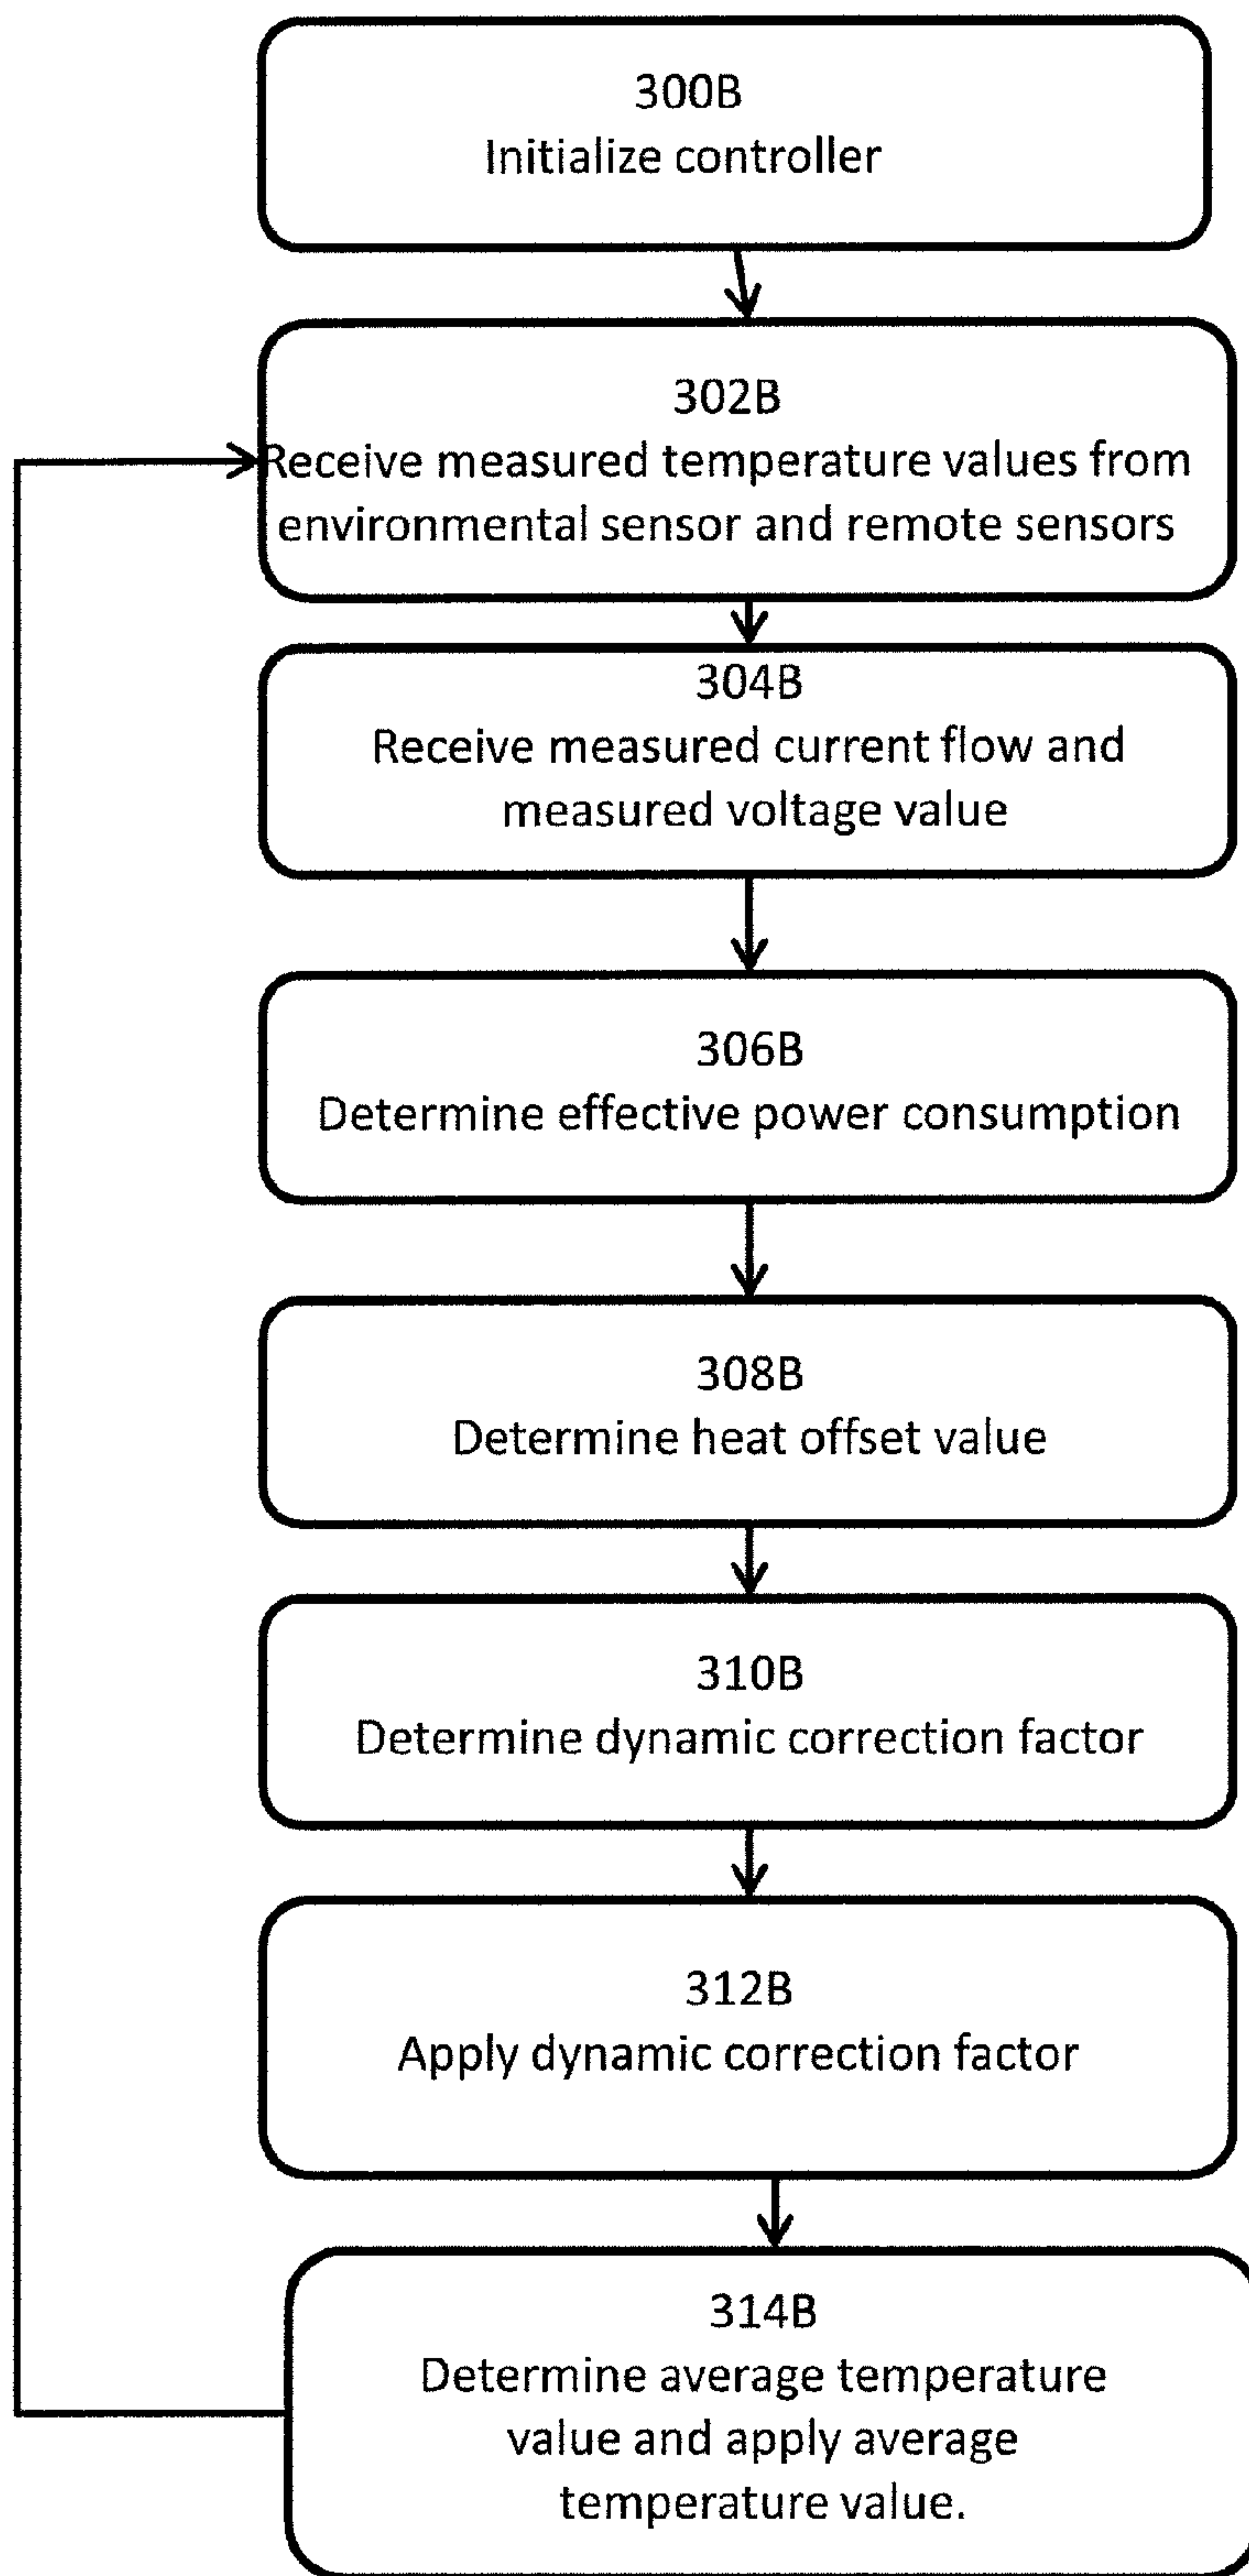 300B
Initialize controller
302B
Receive measured temperature values from
environmental sensor and remote sensors
304B
Receive measured current flow and
measured voltage value
306B
Determine effective power consumption
308B
Determine heat offset value
310B
Determine dynamic correction factor
312B
Apply dynamic correction factor
314B
Determine average temperature
value and apply average
temperature value.